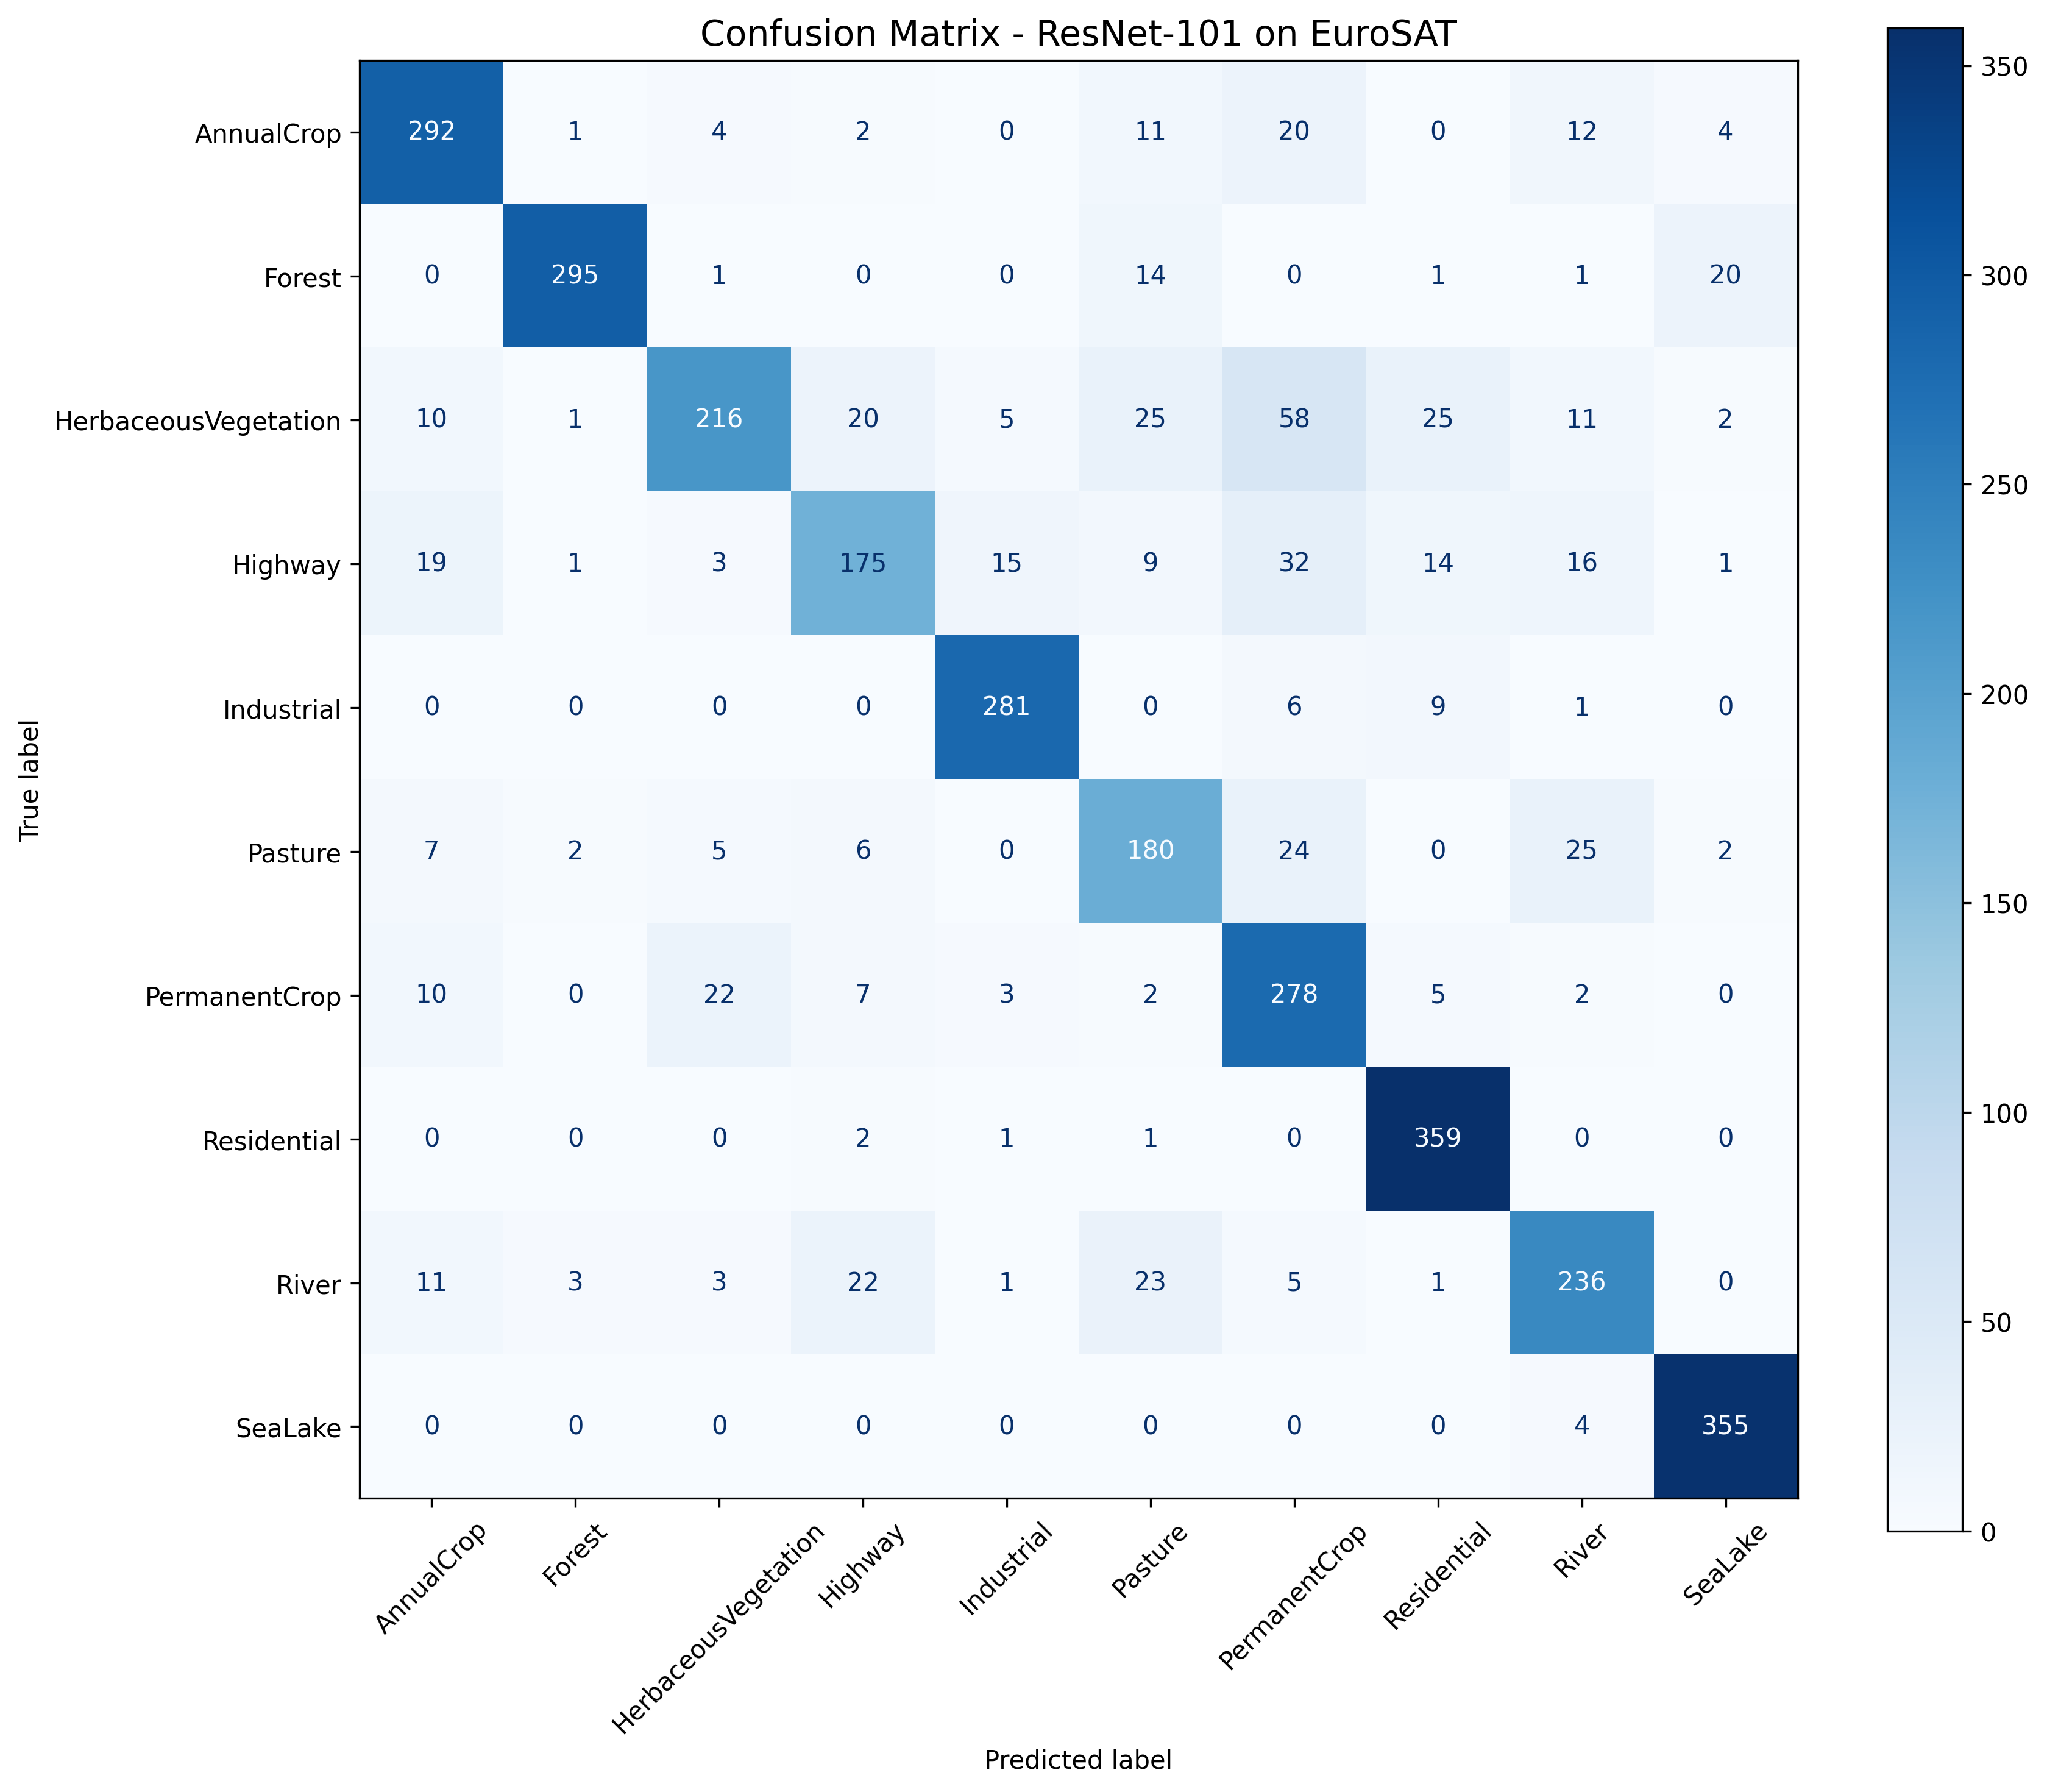 Confusion Matrix - ResNet-101 on EuroSAT
AnnualCrop 292 1 4 2 0 11 20 0 12 4
Forest 0 295 1 0 0 14 0 1 1 20
HerbaceousVegetation 10 1 216 20 5 25 58 25 11 2
Highway 19 1 3 175 15 9 32 14 16 1
Industrial 0 0 0 0 281 0 6 9 1 0
Pasture 7 2 5 6 0 180 24 0 25 2
PermanentCrop 10 0 22 7 3 2 278 5 2 0
Residential 0 0 0 2 1 1 0 359 0 0
River 11 3 3 22 1 23 5 1 236 0
SeaLake 0 0 0 0 0 0 0 0 4 355
True label
AnnualCrop Forest HerbaceousVegetation Highway Industrial Pasture PermanentCrop Residential River SeaLake
Predicted label
350
300
250
200
150
100
50
0